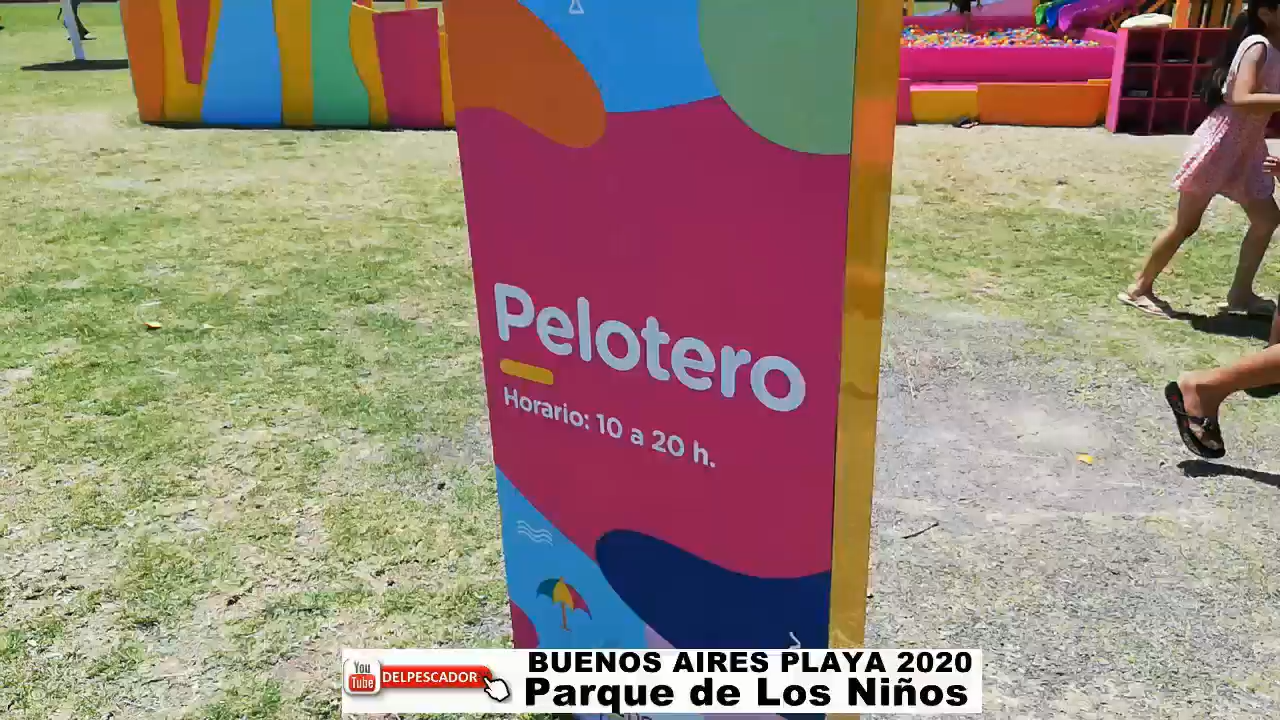 Pelotero
Horario: 10 a 20 h.
You
Tube
DELPESCADOR
BUENOS AIRES PLAYA 2020
Parque de Los Niños